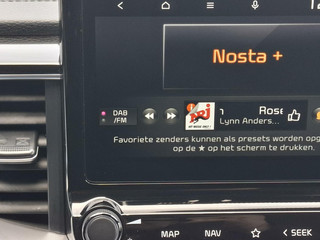 Nosta +
DAB
/FM
NRJ
Rose
Lynn Anders...
Favoriete zenders kunnen als presets worden opg
op de ★ op het scherm te drukken.
MAP
NAV
☆
< SEEK